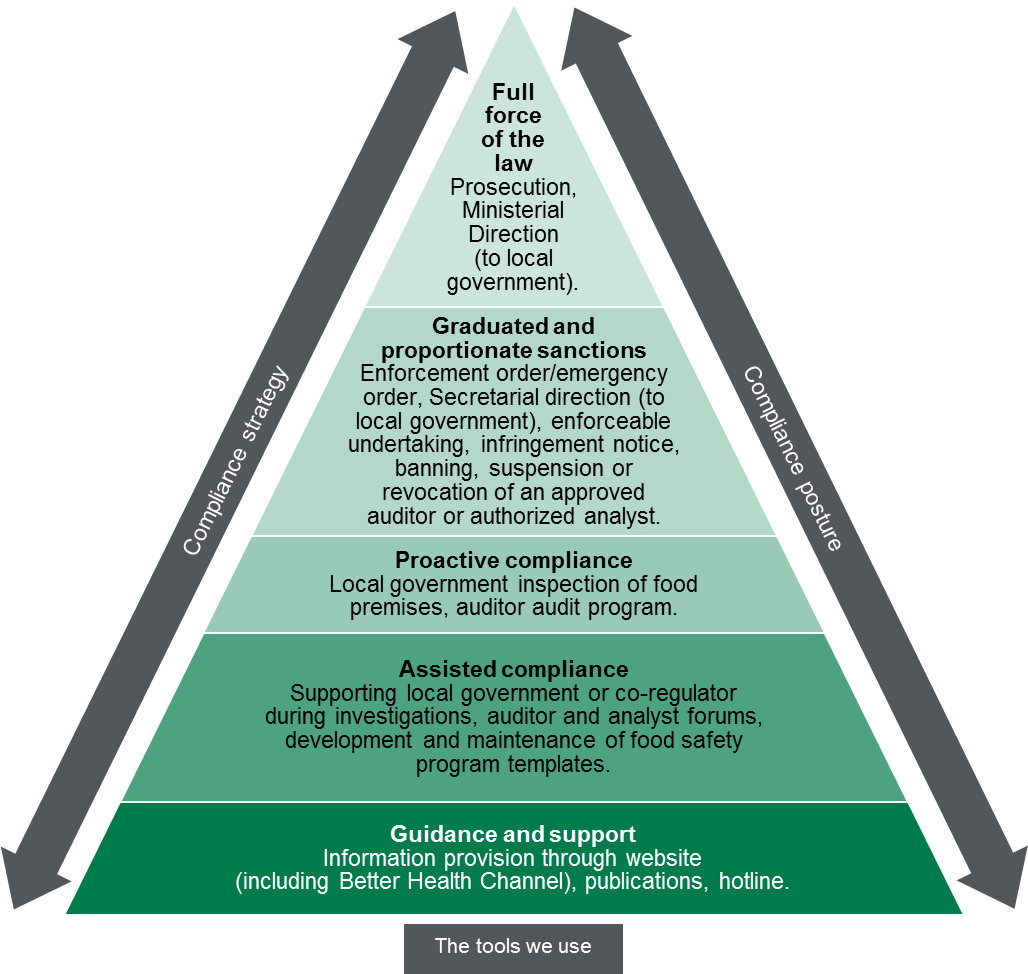 Full
force
of the
law
Prosecution,
Ministerial
Direction
(to local
government).
Graduated and
proportionate sanctions
Enforcement order/emergency
order, Secretarial direction (to
local government), enforceable
undertaking, infringement notice,
banning, suspension or
revocation of an approved
auditor or authorized analyst.
Compliance strategy
Compliance posture
Proactive compliance
Local government inspection of food
premises, auditor audit program.
Assisted compliance
Supporting local government or co-regulator
during investigations, auditor and analyst forums,
development and maintenance of food safety
program templates.
Guidance and support
Information provision through website
(including Better Health Channel), publications, hotline.
The tools we use